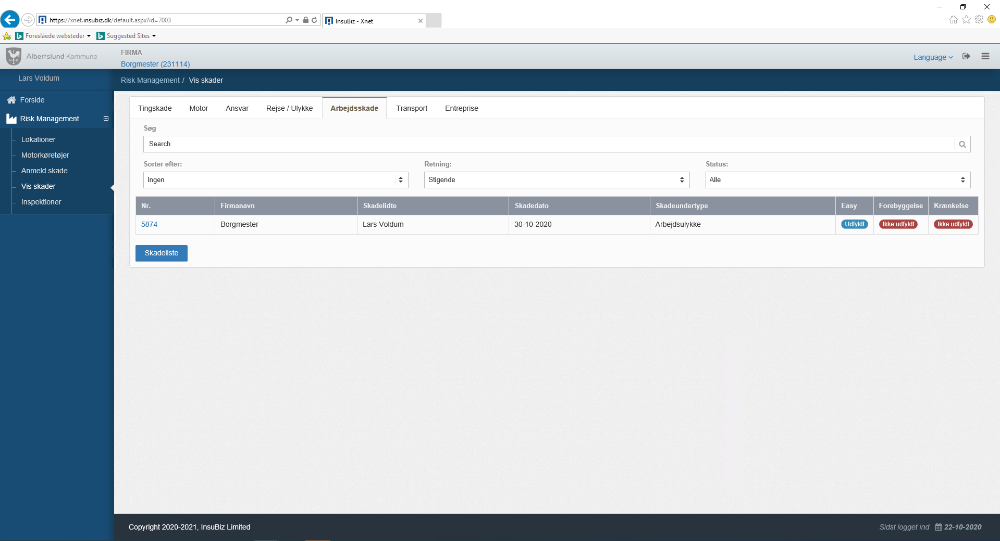 https://xnet.insubiz.dk/default.aspx?id=7003
InsuBiz - Xnet
Foreslåede websteder
Suggested Sites
Albertslund Kommune
FIRMA
Borgmester (231114)
Language
Lars Voldum
Risk Management / Vis skader
Forside
Risk Management
Lokationer
Motorkøretøjer
Anmeld skade
Vis skader
Inspektioner
Tingskade Motor Ansvar Rejse / Ulykke Arbejdsskade Transport Entreprise
Søg
Search
Sorter efter: Retning: Status:
Ingen Stigende Alle
Nr. Firmanavn Skadelidte Skadedato Skadeundertype Easy Forebyggelse Krænkelse
5874 Borgmester Lars Voldum 30-10-2020 Arbejdsulykke Udfyldt Ikke udfyldt Ikke udfyldt
Skadeliste
Copyright 2020-2021, InsuBiz Limited
Sidst logget ind 22-10-2020